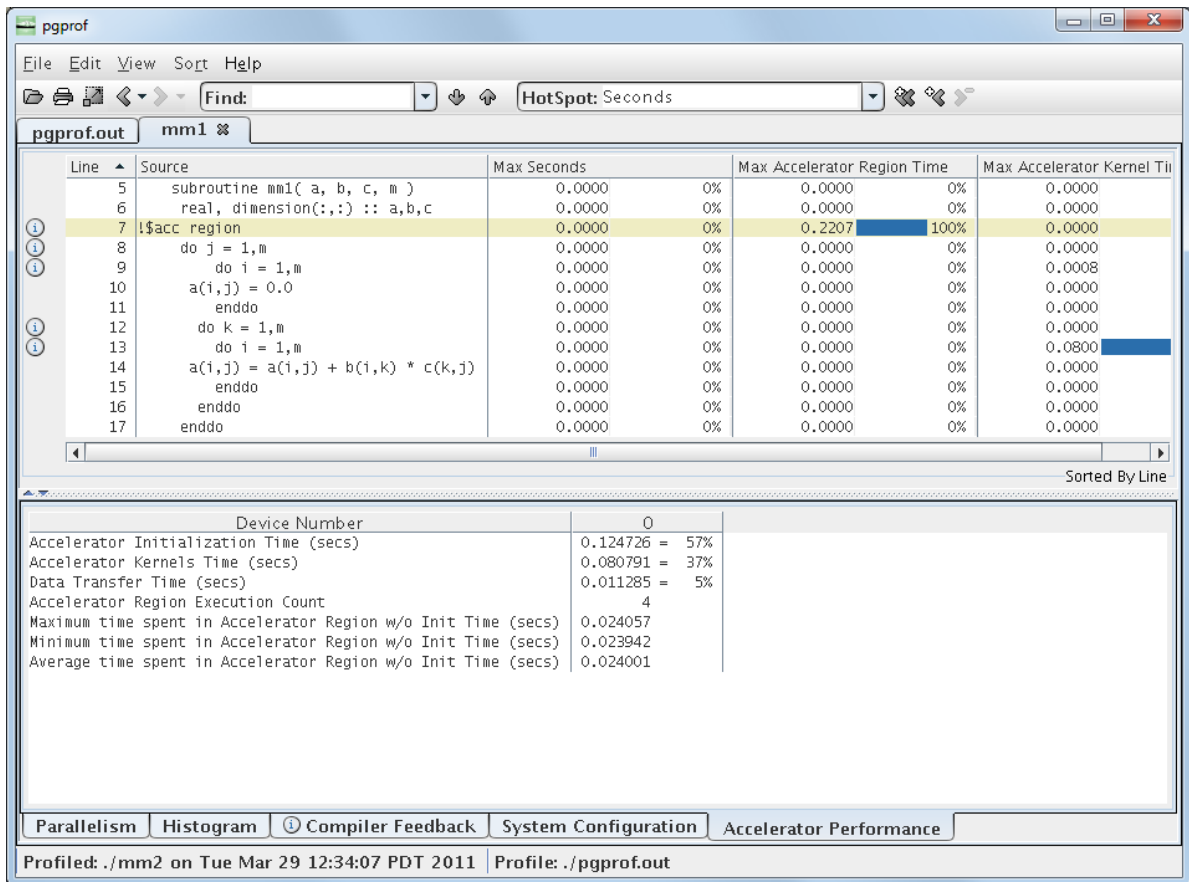 pgprof
File Edit View Sort Help
Find: HotSpot: Seconds
pgprof.out mm1
Line Source Max Seconds Max Accelerator Region Time Max Accelerator Kernel Ti
5 subroutine mm1( a, b, c, m ) 0.0000 0% 0.0000 0% 0.0000
6 real, dimension(:,:) :: a,b,c 0.0000 0% 0.0000 0% 0.0000
7 !$acc region 0.0000 0% 0.2207 100% 0.0000
8 do j = 1,m 0.0000 0% 0.0000 0% 0.0000
9 do i = 1,m 0.0000 0% 0.0000 0% 0.0008
10 a(i,j) = 0.0 0.0000 0% 0.0000 0% 0.0000
11 enddo 0.0000 0% 0.0000 0% 0.0000
12 do k = 1,m 0.0000 0% 0.0000 0% 0.0000
13 do i = 1,m 0.0000 0% 0.0000 0% 0.0800
14 a(i,j) = a(i,j) + b(i,k) * c(k,j) 0.0000 0% 0.0000 0% 0.0000
15 enddo 0.0000 0% 0.0000 0% 0.0000
16 enddo 0.0000 0% 0.0000 0% 0.0000
17 enddo 0.0000 0% 0.0000 0% 0.0000
Sorted By Line
Device Number 0
Accelerator Initialization Time (secs) 0.124726 = 57%
Accelerator Kernels Time (secs) 0.080791 = 37%
Data Transfer Time (secs) 0.011285 = 5%
Accelerator Region Execution Count 4
Maximum time spent in Accelerator Region w/o Init Time (secs) 0.024057
Minimum time spent in Accelerator Region w/o Init Time (secs) 0.023942
Average time spent in Accelerator Region w/o Init Time (secs) 0.024001
Parallelism Histogram Compiler Feedback System Configuration Accelerator Performance
Profiled: ./mm2 on Tue Mar 29 12:34:07 PDT 2011 Profile: ./pgprof.out